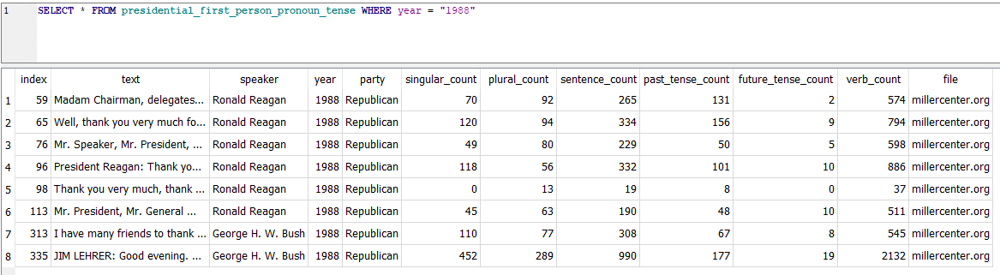 1 SELECT * FROM presidential_first_person_pronoun_tense WHERE year = "1988"
index text speaker year party singular_count plural_count sentence_count past_tense_count future_tense_count verb_count file
1 59 Madam Chairman, delegates... Ronald Reagan 1988 Republican 70 92 265 131 2 574 millercenter.org
2 65 Well, thank you very much fo... Ronald Reagan 1988 Republican 120 94 334 156 9 794 millercenter.org
3 76 Mr. Speaker, Mr. President, ... Ronald Reagan 1988 Republican 49 80 229 50 5 598 millercenter.org
4 96 President Reagan: Thank yo... Ronald Reagan 1988 Republican 118 56 332 101 10 886 millercenter.org
5 98 Thank you very much, thank ... Ronald Reagan 1988 Republican 0 13 19 8 0 37 millercenter.org
6 113 Mr. President, Mr. General ... Ronald Reagan 1988 Republican 45 63 190 48 10 511 millercenter.org
7 313 I have many friends to thank ... George H. W. Bush 1988 Republican 110 77 308 67 8 545 millercenter.org
8 335 JIM LEHRER: Good evening. ... George H. W. Bush 1988 Republican 452 289 990 177 19 2132 millercenter.org